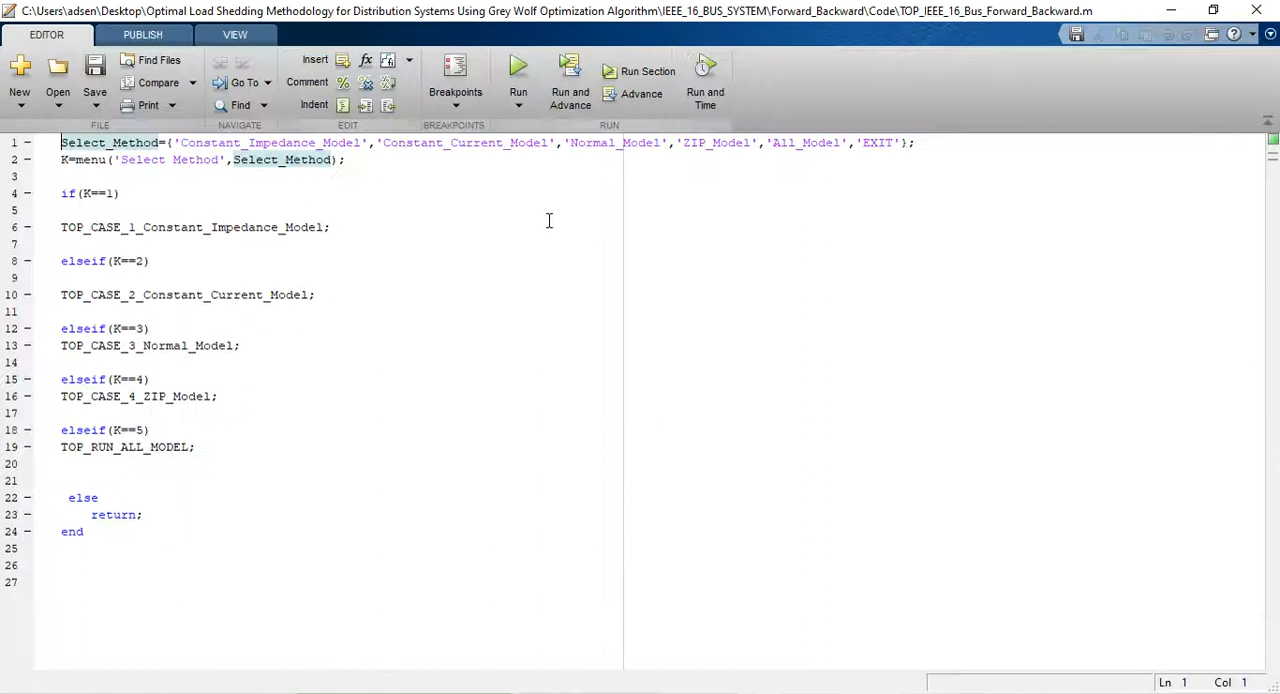 C:\Users\adsen\Desktop\Optimal Load Shedding Methodology for Distribution Systems Using Grey Wolf Optimization Algorithm\IEEE_16_BUS_SYSTEM\Forward_Backward\Code\TOP_IEEE_16_Bus_Forward_Backward.m
EDITOR PUBLISH VIEW
New Open Save Find Files Compare Print
Go To Find
Insert fx Comment Indent
Breakpoints
Run Run and Advance Run Section Advance Run and Time
FILE NAVIGATE EDIT BREAKPOINTS RUN
1 – Select_Method={'Constant_Impedance_Model','Constant_Current_Model','Normal_Model','ZIP_Model','All_Model','EXIT'};
2 – K=menu('Select Method',Select_Method);
3
4 – if(K==1)
5
6 – TOP_CASE_1_Constant_Impedance_Model;
7
8 – elseif(K==2)
9
10 – TOP_CASE_2_Constant_Current_Model;
11
12 – elseif(K==3)
13 – TOP_CASE_3_Normal_Model;
14
15 – elseif(K==4)
16 – TOP_CASE_4_ZIP_Model;
17
18 – elseif(K==5)
19 – TOP_RUN_ALL_MODEL;
20
21
22 – else
23 – return;
24 – end
25
26
27
Ln 1 Col 1